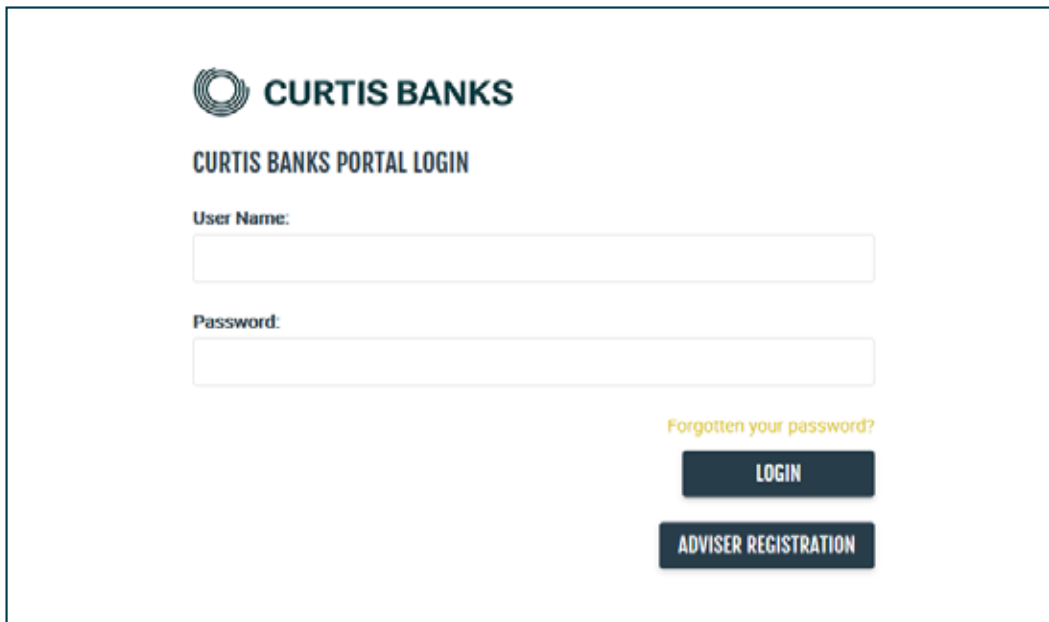 CURTIS BANKS
CURTIS BANKS PORTAL LOGIN
User Name:
Password:
Forgotten your password?
LOGIN
ADVISER REGISTRATION